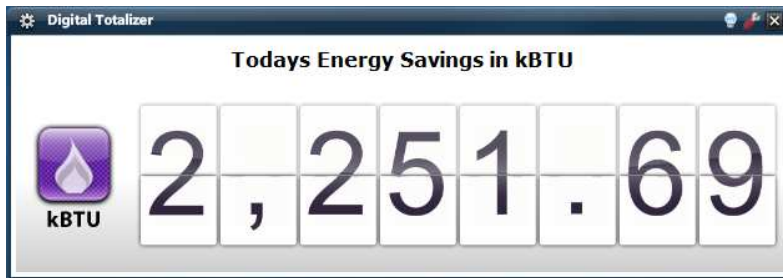 Digital Totalizer
Todays Energy Savings in kBTU
2,251.69
kBTU